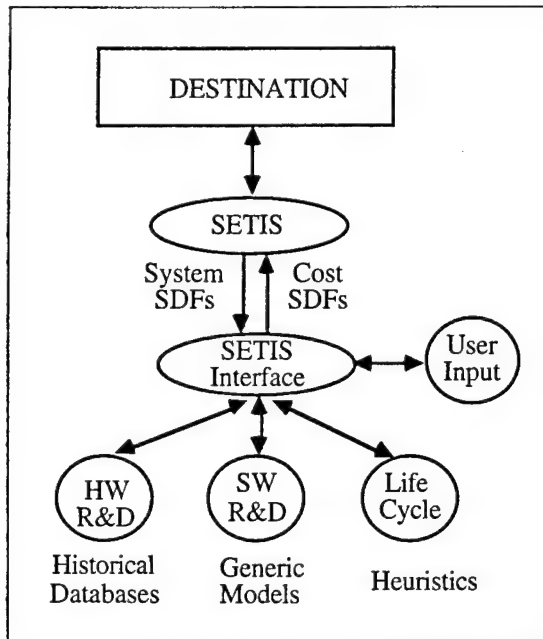 DESTINATION
SETIS
System
SDFs
Cost
SDFs
SETIS
Interface
User
Input
HW
R&D
SW
R&D
Life
Cycle
Historical
Databases
Generic
Models
Heuristics